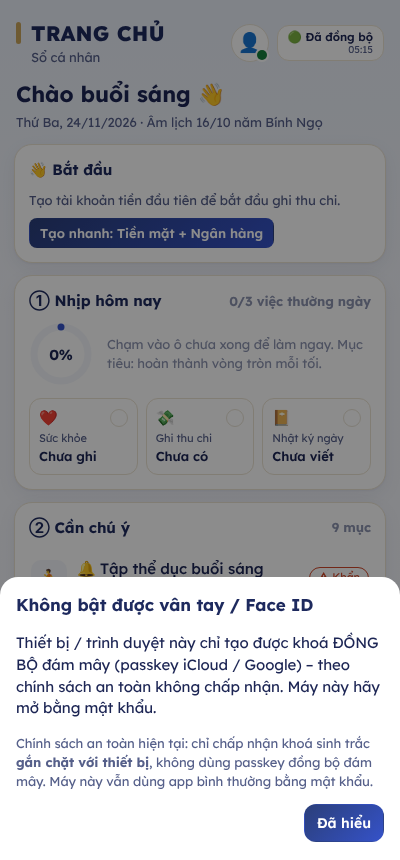 TRANG CHỦ
Sổ cá nhân
Đã đồng bộ
05:15
Chào buổi sáng 👋
Thứ Ba, 24/11/2026 · Âm lịch 16/10 năm Bính Ngọ
👋 Bắt đầu
Tạo tài khoản tiền đầu tiên để bắt đầu ghi thu chi.
Tạo nhanh: Tiền mặt + Ngân hàng
① Nhịp hôm nay
0/3 việc thường ngày
0%
Chạm vào ô chưa xong để làm ngay. Mục
tiêu: hoàn thành vòng tròn mỗi tối.
Sức khỏe
Chưa ghi
Ghi thu chi
Chưa có
Nhật ký ngày
Chưa viết
② Cần chú ý
9 mục
🔔 Tập thể dục buổi sáng
Không bật được vân tay / Face ID
Thiết bị / trình duyệt này chỉ tạo được khoá ĐỒNG
BỘ đám mây (passkey iCloud / Google) – theo
chính sách an toàn không chấp nhận. Máy này hãy
mở bằng mật khẩu.
Chính sách an toàn hiện tại: chỉ chấp nhận khoá sinh trắc
gắn chặt với thiết bị, không dùng passkey đồng bộ đám
mây. Máy này vẫn dùng app bình thường bằng mật khẩu.
Đã hiểu